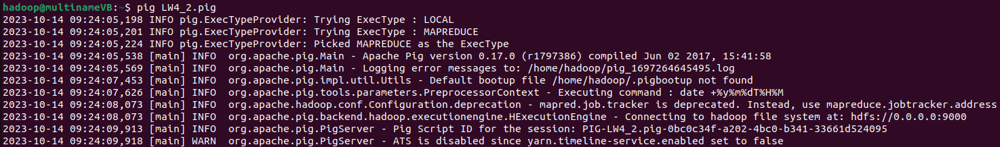 hadoop@multinameVB:~$ pig LW4_2.pig
2023-10-14 09:24:05,198 INFO pig.ExecTypeProvider: Trying ExecType : LOCAL
2023-10-14 09:24:05,201 INFO pig.ExecTypeProvider: Trying ExecType : MAPREDUCE
2023-10-14 09:24:05,224 INFO pig.ExecTypeProvider: Picked MAPREDUCE as the ExecType
2023-10-14 09:24:05,538 [main] INFO  org.apache.pig.Main - Apache Pig version 0.17.0 (r1797386) compiled Jun 02 2017, 15:41:58
2023-10-14 09:24:05,569 [main] INFO  org.apache.pig.Main - Logging error messages to: /home/hadoop/pig_1697264645495.log
2023-10-14 09:24:07,453 [main] INFO  org.apache.pig.impl.util.Utils - Default bootup file /home/hadoop/.pigbootup not found
2023-10-14 09:24:07,626 [main] INFO  org.apache.pig.tools.parameters.PreprocessorContext - Executing command : date +%y%m%dT%H%M
2023-10-14 09:24:08,073 [main] INFO  org.apache.hadoop.conf.Configuration.deprecation - mapred.job.tracker is deprecated. Instead, use mapreduce.jobtracker.address
2023-10-14 09:24:08,073 [main] INFO  org.apache.pig.backend.hadoop.executionengine.HExecutionEngine - Connecting to hadoop file system at: hdfs://0.0.0.0:9000
2023-10-14 09:24:09,913 [main] INFO  org.apache.pig.PigServer - Pig Script ID for the session: PIG-LW4_2.pig-0bc0c34f-a202-4bc0-b341-33661d524095
2023-10-14 09:24:09,918 [main] WARN  org.apache.pig.PigServer - ATS is disabled since yarn.timeline-service.enabled set to false